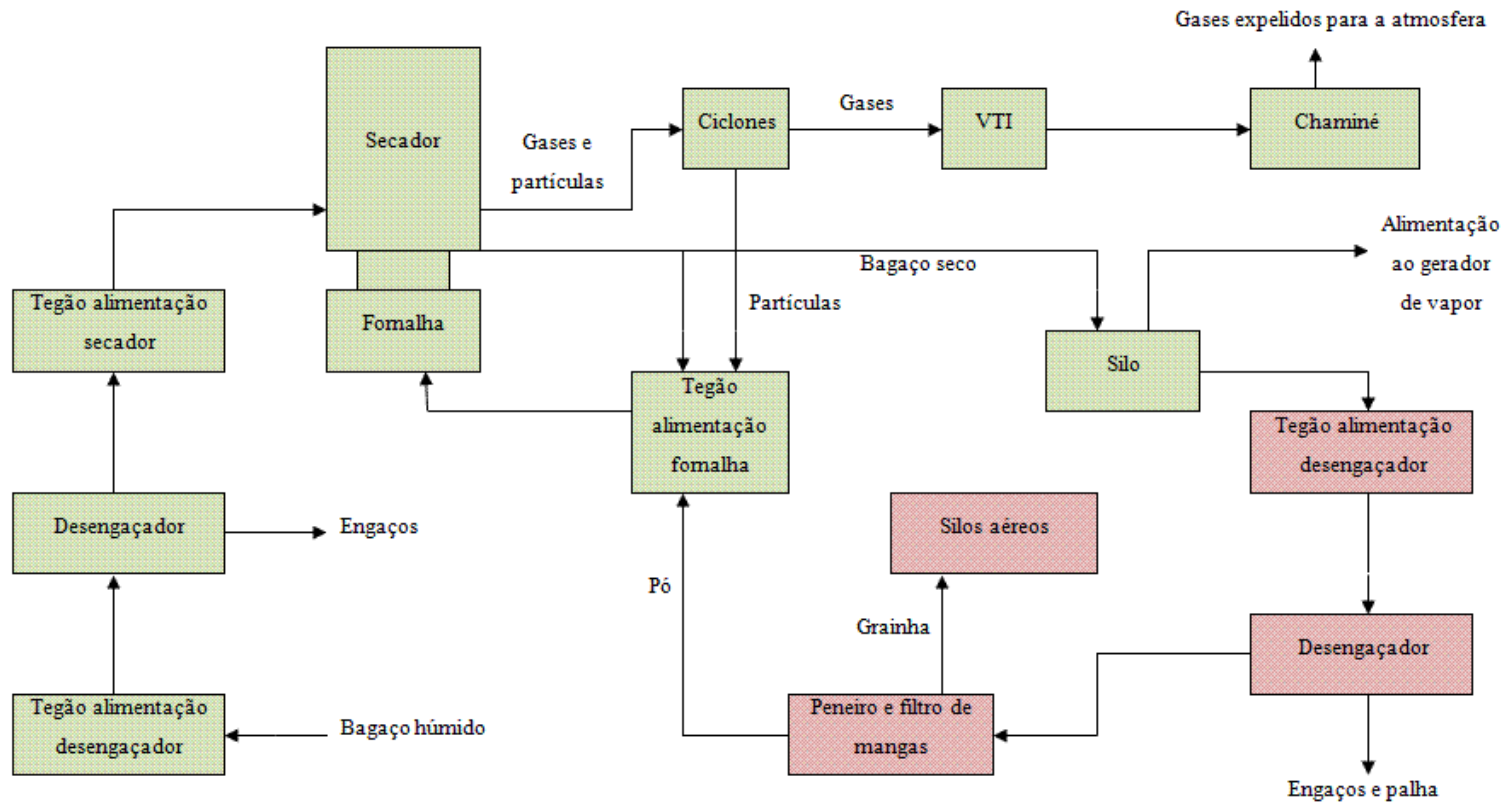 Gases expelidos para a atmosfera
Secador
Gases e
partículas
Ciclones
Gases
VTI
Chaminé
Tegão alimentação
secador
Fornalha
Bagaço seco
Partículas
Alimentação
ao gerador
de vapor
Silo
Tegão
alimentação
fornalha
Tegão alimentação
desengaçador
Desengaçador
Engaços
Silos aéreos
Pó
Grainha
Desengaçador
Tegão alimentação
desengaçador
Bagaço húmido
Peneiro e filtro de
mangas
Engaços e palha